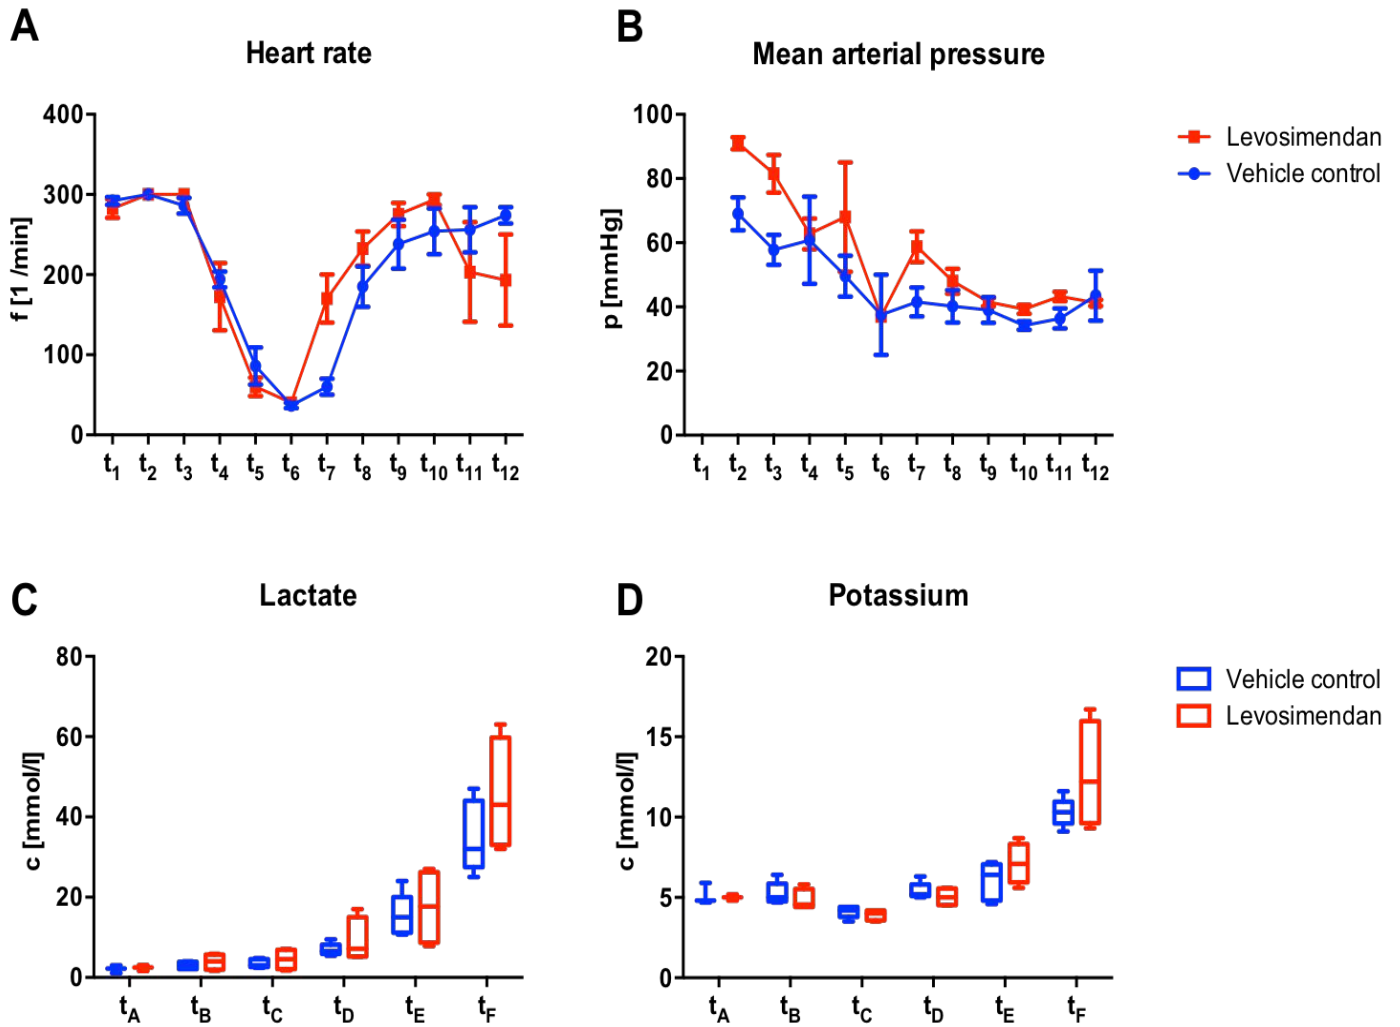 A
Heart rate
400
300
200
100
0
f [1 /min]
t1 t2 t3 t4 t5 t6 t7 t8 t9 t10 t11 t12
B
Mean arterial pressure
100
80
60
40
20
0
p [mmHg]
t1 t2 t3 t4 t5 t6 t7 t8 t9 t10 t11 t12
Levosimendan
Vehicle control
C
Lactate
80
60
40
20
0
c [mmol/l]
tA tB tC tD tE tF
D
Potassium
20
15
10
5
0
c [mmol/l]
tA tB tC tD tE tF
Vehicle control
Levosimendan